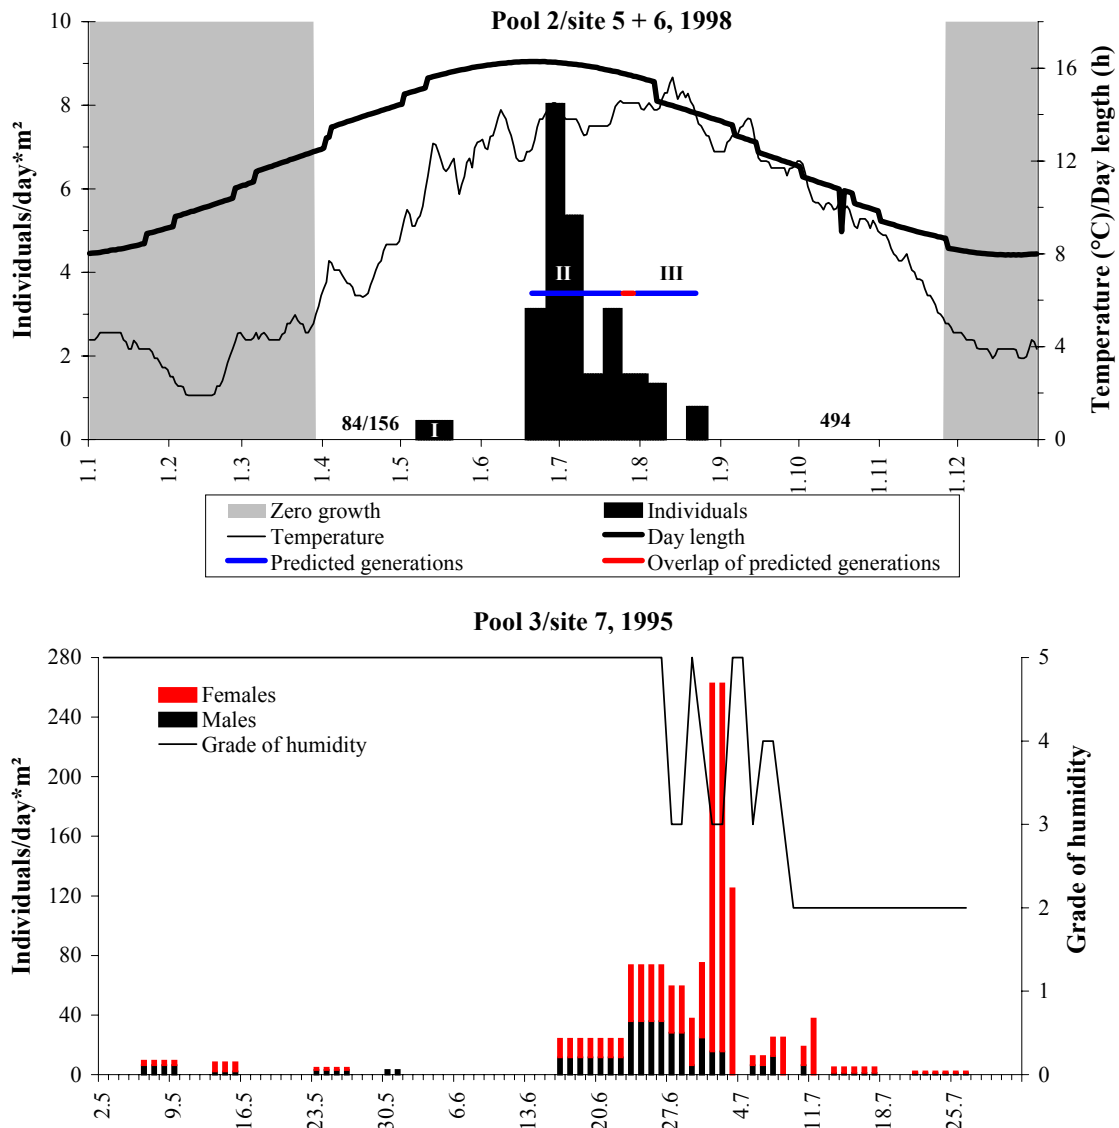 Pool 2/site 5 + 6, 1998
Individuals/day*m²
10
8
6
4
2
0
Temperature (°C)/Day length (h)
16
12
8
4
0
II
III
84/156
I
494
1.1
1.2
1.3
1.4
1.5
1.6
1.7
1.8
1.9
1.10
1.11
1.12
Zero growth
Individuals
Temperature
Day length
Predicted generations
Overlap of predicted generations
Pool 3/site 7, 1995
Individuals/day*m²
280
240
200
160
120
80
40
0
Females
Males
Grade of humidity
Grade of humidity
5
4
3
2
1
0
2.5
9.5
16.5
23.5
30.5
6.6
13.6
20.6
27.6
4.7
11.7
18.7
25.7